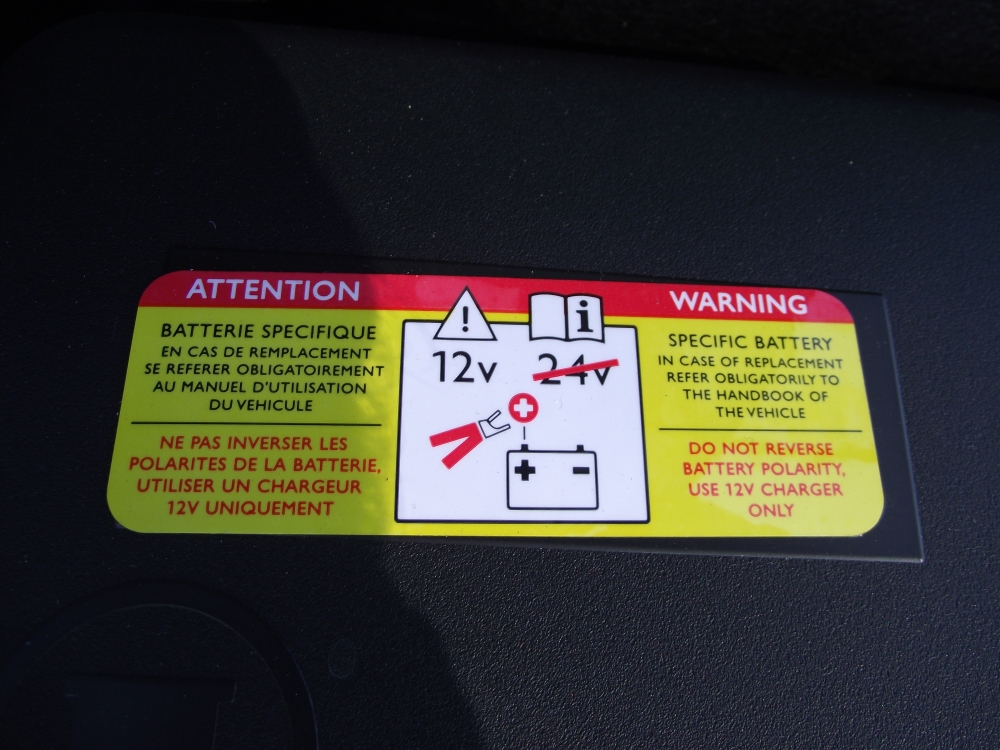 ATTENTION
BATTERIE SPECIFIQUE
EN CAS DE REMPLACEMENT
SE REFERER OBLIGATOIREMENT
AU MANUEL D'UTILISATION
DU VEHICULE
NE PAS INVERSER LES
POLARITES DE LA BATTERIE,
UTILISER UN CHARGEUR
12V UNIQUEMENT
!
i
12v
24v
+
+ -
WARNING
SPECIFIC BATTERY
IN CASE OF REPLACEMENT
REFER OBLIGATORILY TO
THE HANDBOOK OF
THE VEHICLE
DO NOT REVERSE
BATTERY POLARITY,
USE 12V CHARGER
ONLY